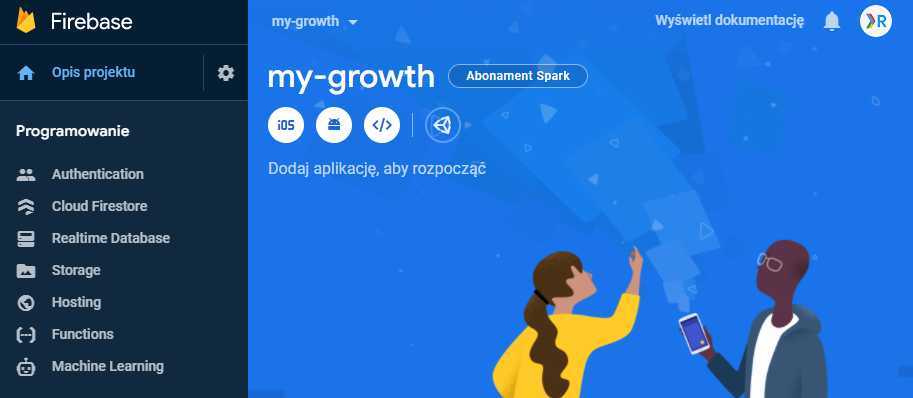 Firebase
my-growth
Wyświetl dokumentację
R
Opis projektu
my-growth
Abonament Spark
iOS
</>
Dodaj aplikację, aby rozpocząć
Programowanie
Authentication
Cloud Firestore
Realtime Database
Storage
Hosting
Functions
Machine Learning